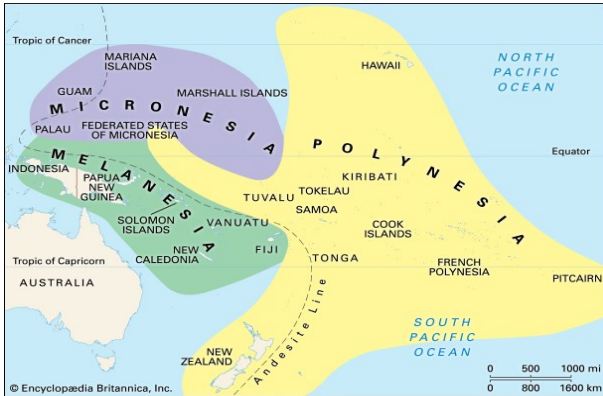 Tropic of Cancer
MARIANA
ISLANDS
HAWAII
NORTH
PACIFIC
OCEAN
GUAM
MARSHALL ISLANDS
MICRONESIA
PALAU
FEDERATED STATES
OF MICRONESIA
POLYNESIA
Equator
MELANESIA
INDONESIA
PAPUA
NEW
GUINEA
KIRIBATI
TUVALU
TOKELAU
SAMOA
SOLOMON
ISLANDS
VANUATU
COOK
ISLANDS
FIJI
NEW
CALEDONIA
TONGA
Tropic of Capricorn
FRENCH
POLYNESIA
PITCAIRN
AUSTRALIA
Andesite Line
SOUTH
PACIFIC
OCEAN
NEW
ZEALAND
0 500 1000 mi
0 800 1600 km
© Encyclopædia Britannica, Inc.